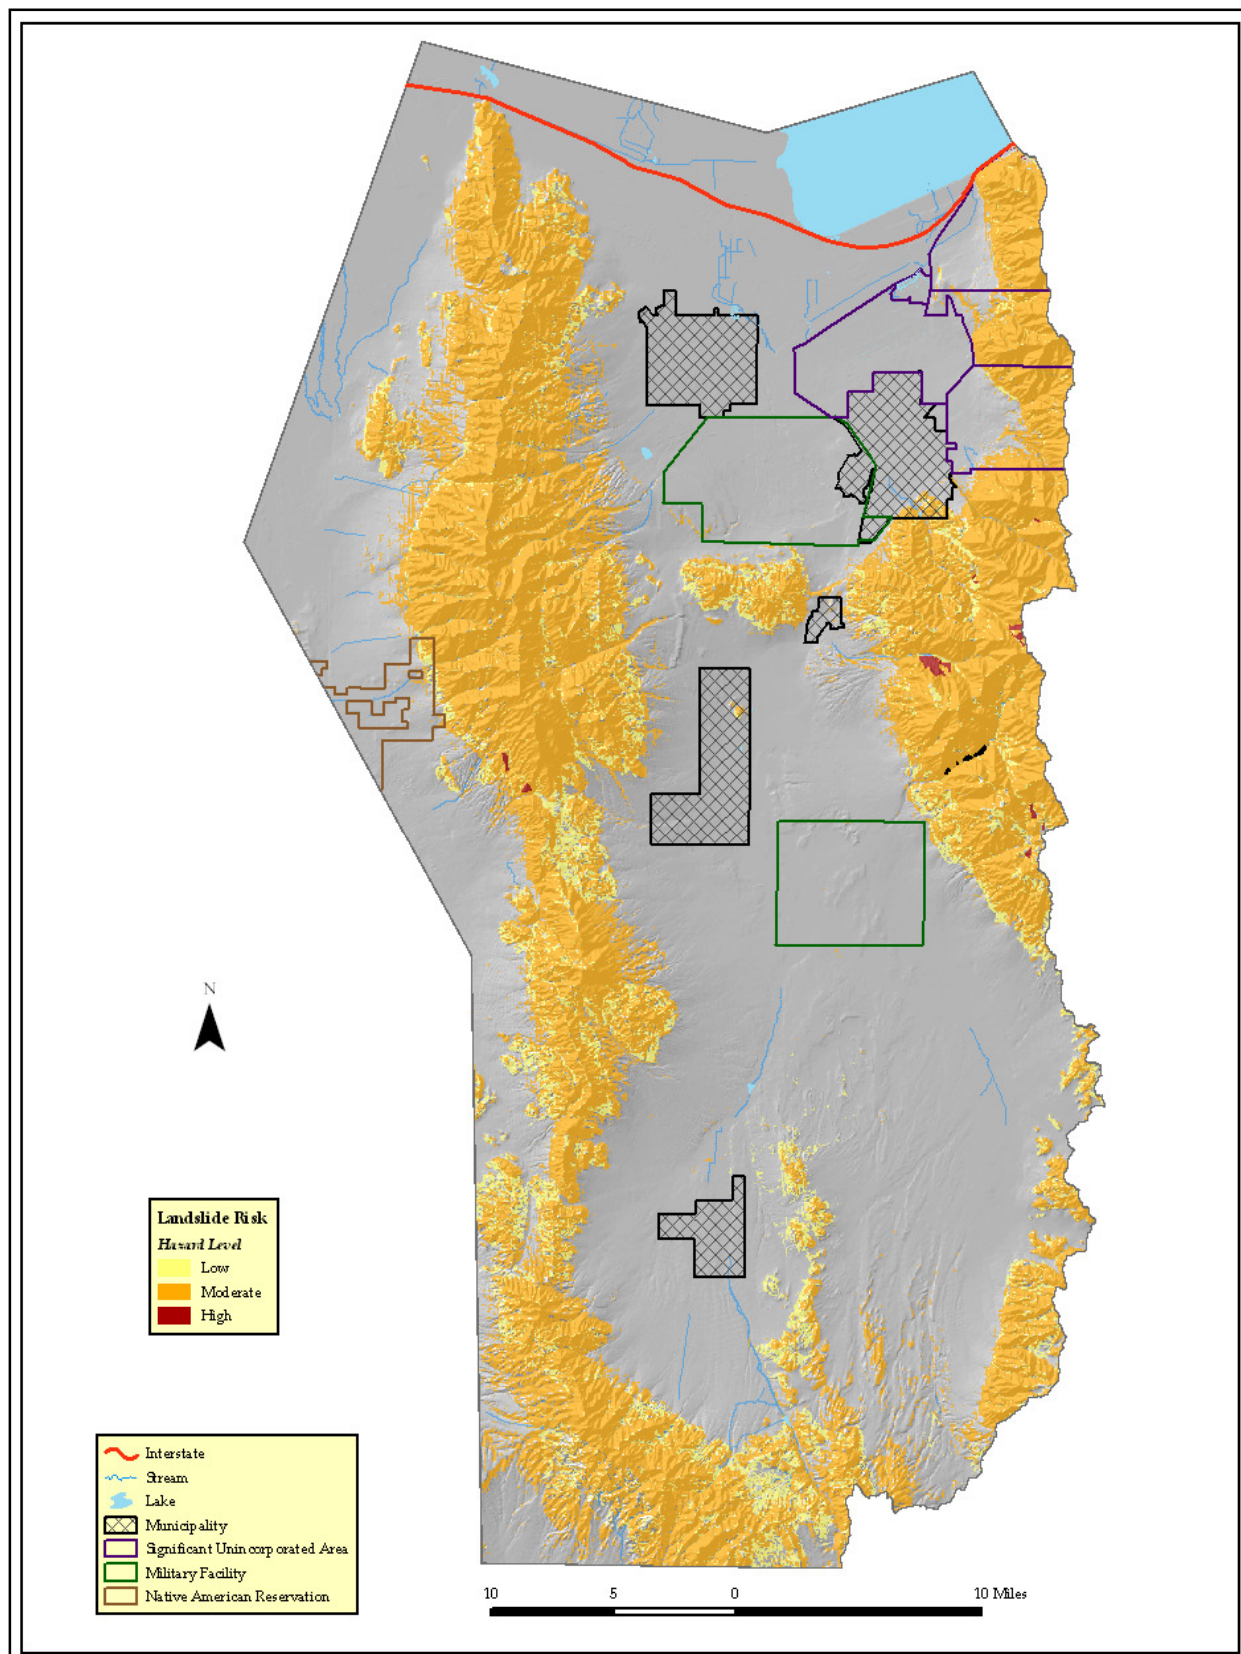 N
Landslide Risk
Hazard Level
Low
Moderate
High
Interstate
Stream
Lake
Municipality
Significant Unincorporated Area
Military Facility
Native American Reservation
10 5 0 10 Miles